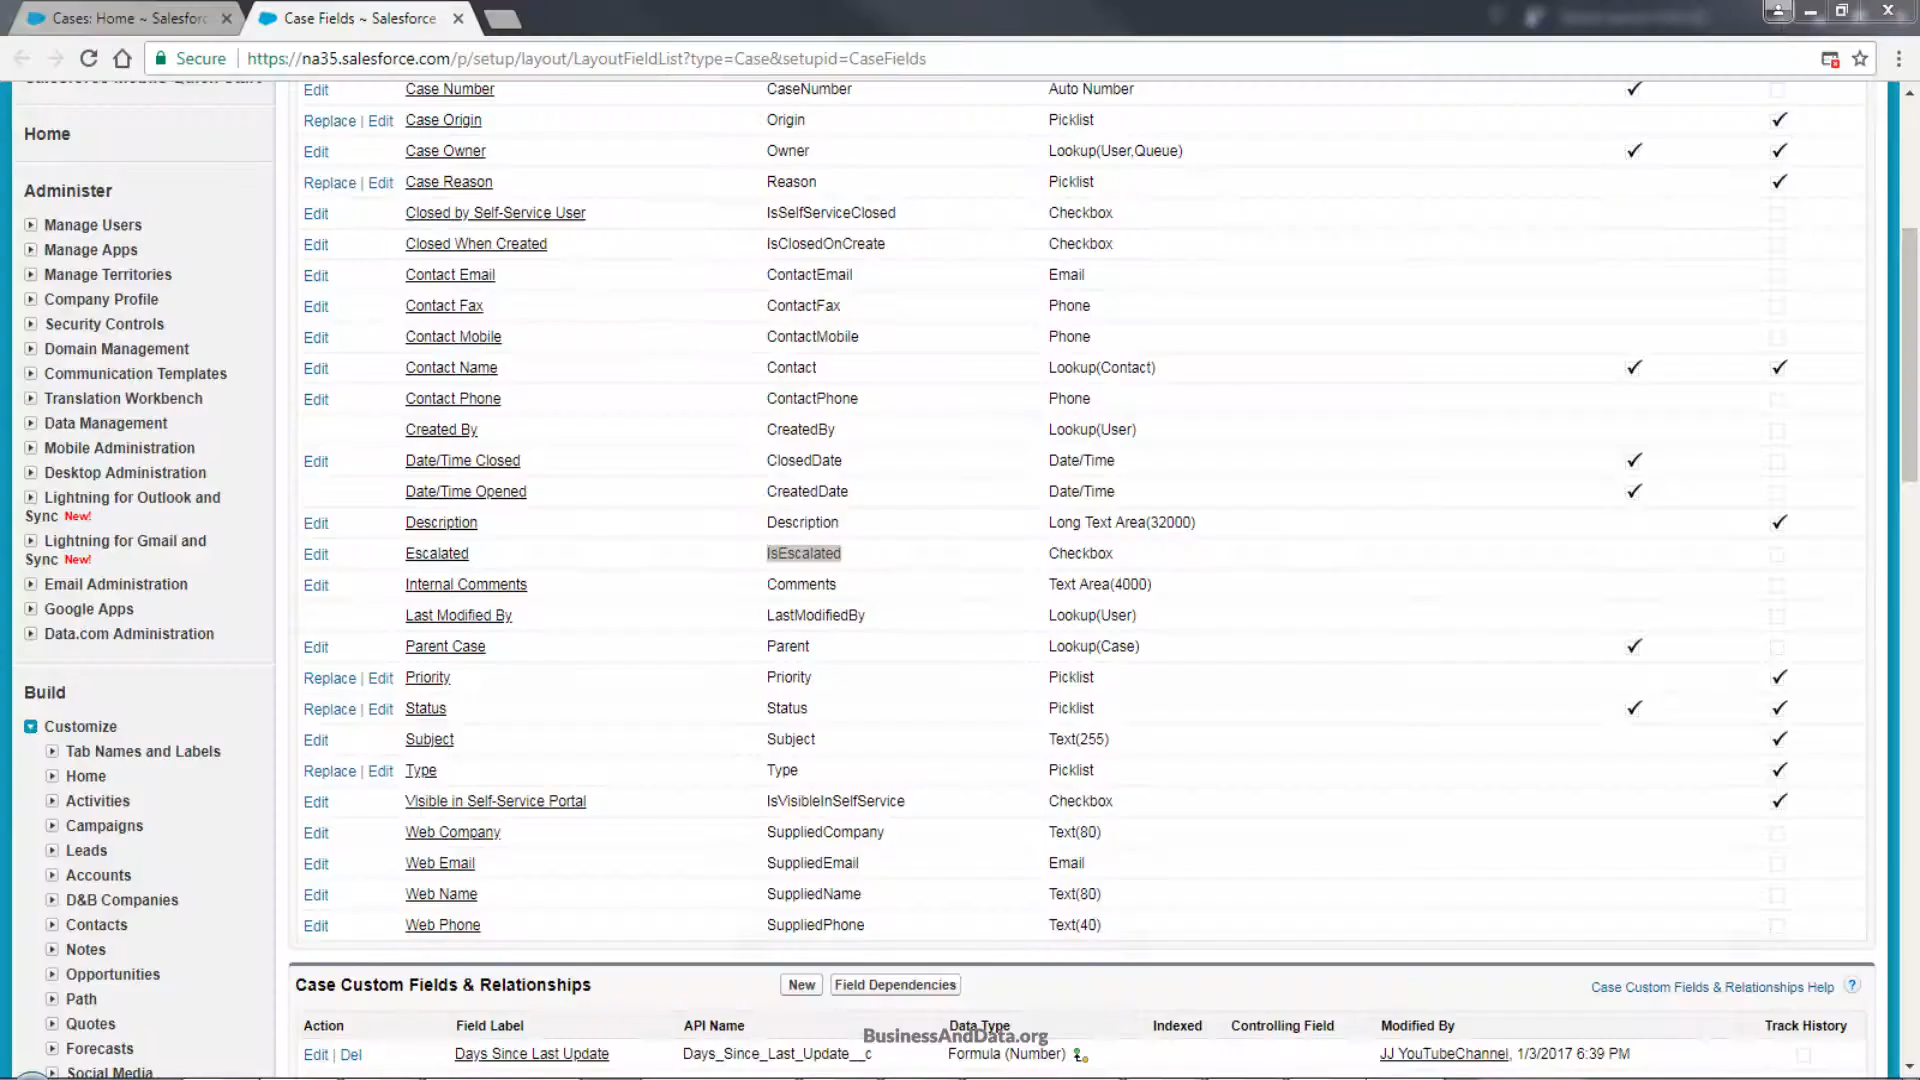 Cases: Home ~ Salesforc
Case Fields ~ Salesforce
Secure https://na35.salesforce.com/p/setup/layout/LayoutFieldList?type=Case&setupid=CaseFields
Home
Administer
Manage Users
Manage Apps
Manage Territories
Company Profile
Security Controls
Domain Management
Communication Templates
Translation Workbench
Data Management
Mobile Administration
Desktop Administration
Lightning for Outlook and
Sync New!
Lightning for Gmail and
Sync New!
Email Administration
Google Apps
Data.com Administration
Build
Customize
Tab Names and Labels
Home
Activities
Campaigns
Leads
Accounts
D&B Companies
Contacts
Notes
Opportunities
Path
Quotes
Forecasts
Social Media
Edit Case Number CaseNumber Auto Number
Replace | Edit Case Origin Origin Picklist
Edit Case Owner Owner Lookup(User,Queue)
Replace | Edit Case Reason Reason Picklist
Edit Closed by Self-Service User IsSelfServiceClosed Checkbox
Edit Closed When Created IsClosedOnCreate Checkbox
Edit Contact Email ContactEmail Email
Edit Contact Fax ContactFax Phone
Edit Contact Mobile ContactMobile Phone
Edit Contact Name Contact Lookup(Contact)
Edit Contact Phone ContactPhone Phone
Created By CreatedBy Lookup(User)
Edit Date/Time Closed ClosedDate Date/Time
Date/Time Opened CreatedDate Date/Time
Edit Description Description Long Text Area(32000)
Edit Escalated IsEscalated Checkbox
Edit Internal Comments Comments Text Area(4000)
Last Modified By LastModifiedBy Lookup(User)
Edit Parent Case Parent Lookup(Case)
Replace | Edit Priority Priority Picklist
Replace | Edit Status Status Picklist
Edit Subject Subject Text(255)
Replace | Edit Type Type Picklist
Edit Visible in Self-Service Portal IsVisibleInSelfService Checkbox
Edit Web Company SuppliedCompany Text(80)
Edit Web Email SuppliedEmail Email
Edit Web Name SuppliedName Text(80)
Edit Web Phone SuppliedPhone Text(40)
Case Custom Fields & Relationships New Field Dependencies Case Custom Fields & Relationships Help ?
Action Field Label API Name Data Type Indexed Controlling Field Modified By Track History
BusinessAndData.org
Edit | Del Days Since Last Update Days_Since_Last_Update__c Formula (Number) JJ YouTubeChannel, 1/3/2017 6:39 PM